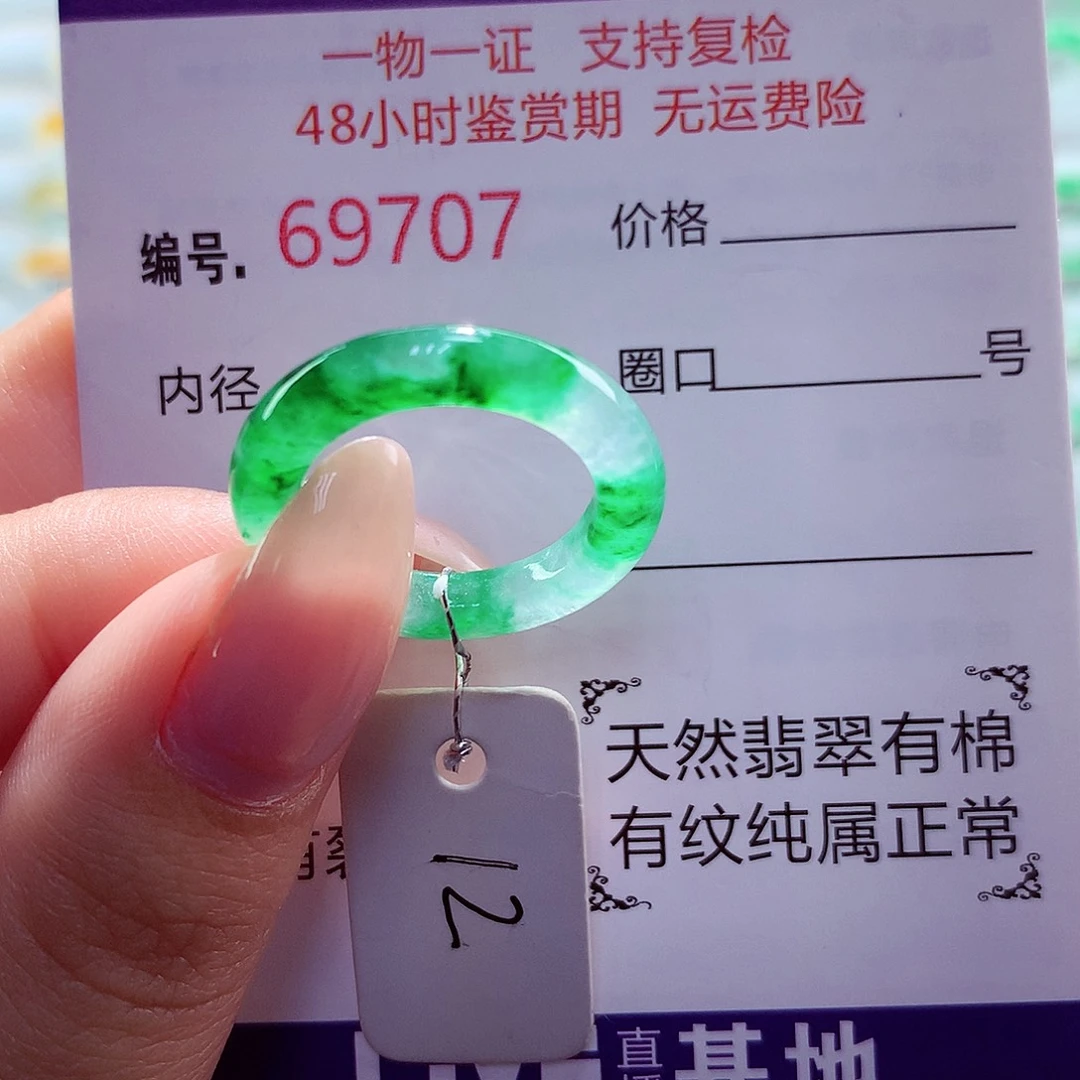 一物一证 支持复检
48小时鉴赏期 无运费险
编号. 69707 价格
内径 圈口 号
天然翡翠有棉
有纹纯属正常
12
直播
基地